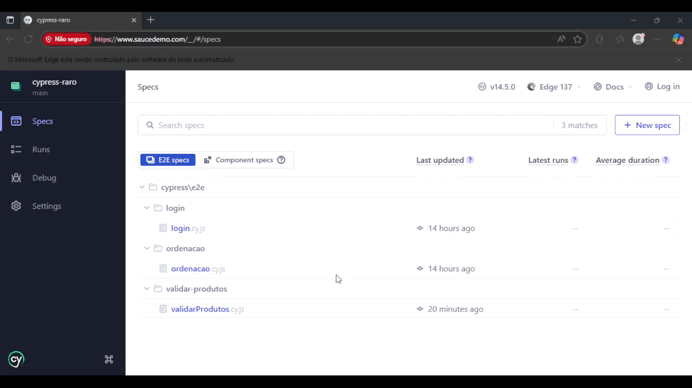 cypress-raro
Não seguro https://www.saucedemo.com/__/#/specs
O Microsoft Edge está sendo controlado pelo software de teste automatizado.
cypress-raro
main
Specs
v14.5.0
Edge 137
Docs
Log in
Specs
Runs
Debug
Settings
Search specs
3 matches
+ New spec
E2E specs
Component specs
Last updated
Latest runs
Average duration
cypress\e2e
login
login.cy.js
14 hours ago
--
--
ordenacao
ordenacao.cy.js
14 hours ago
--
--
validar-produtos
validarProdutos.cy.js
20 minutes ago
--
--
cy